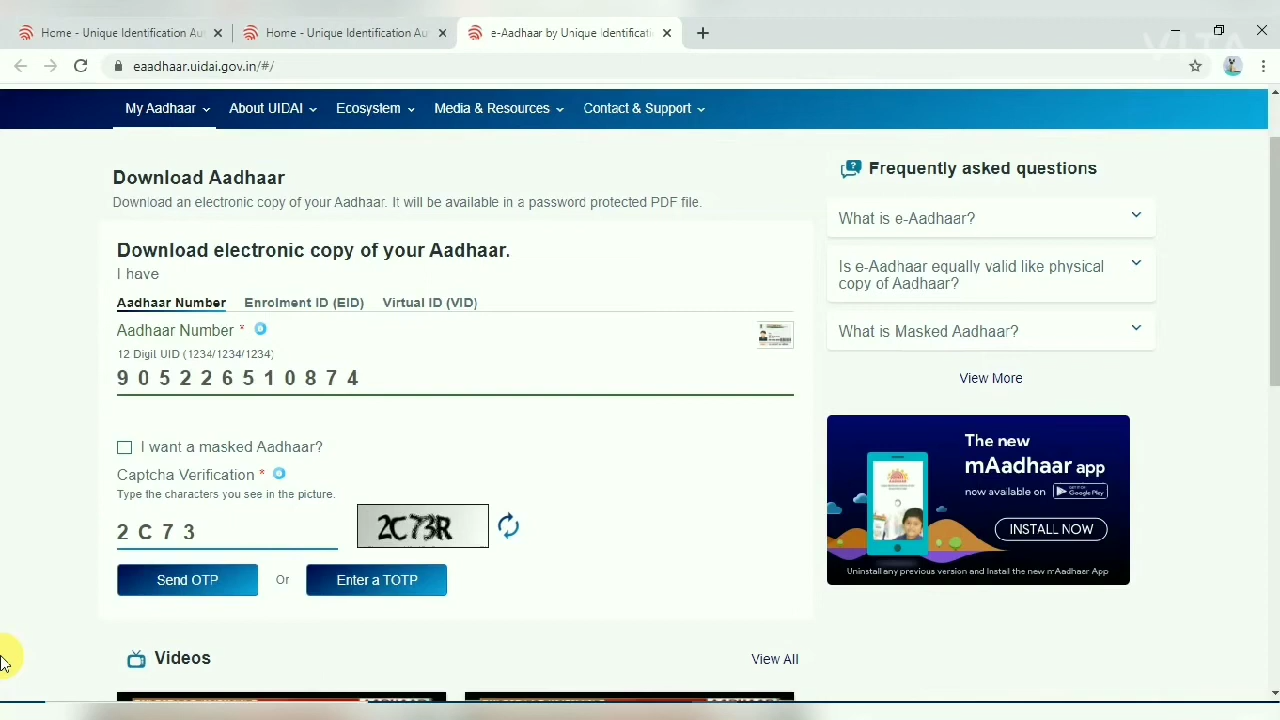 Home - Unique Identification Au
Home - Unique Identification Au
e-Aadhaar by Unique Identificati
VITA
eaadhaar.uidai.gov.in/#/
My Aadhaar
About UIDAI
Ecosystem
Media & Resources
Contact & Support
Download Aadhaar
Download an electronic copy of your Aadhaar. It will be available in a password protected PDF file.
Download electronic copy of your Aadhaar.
I have
Aadhaar Number
Enrolment ID (EID)
Virtual ID (VID)
Aadhaar Number *
12 Digit UID (1234/1234/1234)
9 0 5 2 2 6 5 1 0 8 7 4
I want a masked Aadhaar?
Captcha Verification *
Type the characters you see in the picture.
2 C 7 3
2C73R
Send OTP
Or
Enter a TOTP
Videos
View All
Frequently asked questions
What is e-Aadhaar?
Is e-Aadhaar equally valid like physical
copy of Aadhaar?
What is Masked Aadhaar?
View More
The new
mAadhaar app
now available on
GET IT ON
Google Play
INSTALL NOW
Uninstall any previous version and Install the new mAadhaar App